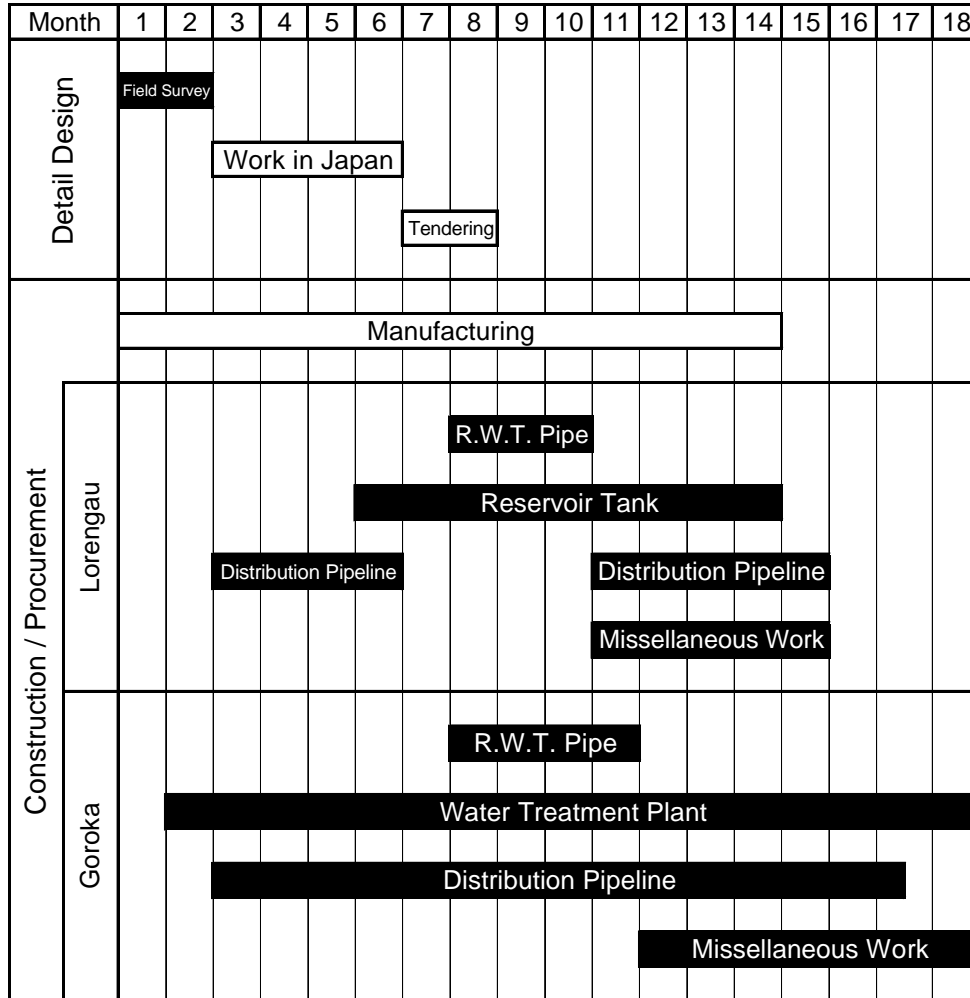 Month 1 2 3 4 5 6 7 8 9 10 11 12 13 14 15 16 17 18
Detail Design
Field Survey
Work in Japan
Tendering
Construction / Procurement
Manufacturing
Lorengau
R.W.T. Pipe
Reservoir Tank
Distribution Pipeline Distribution Pipeline
Missellaneous Work
Goroka
R.W.T. Pipe
Water Treatment Plant
Distribution Pipeline
Missellaneous Work